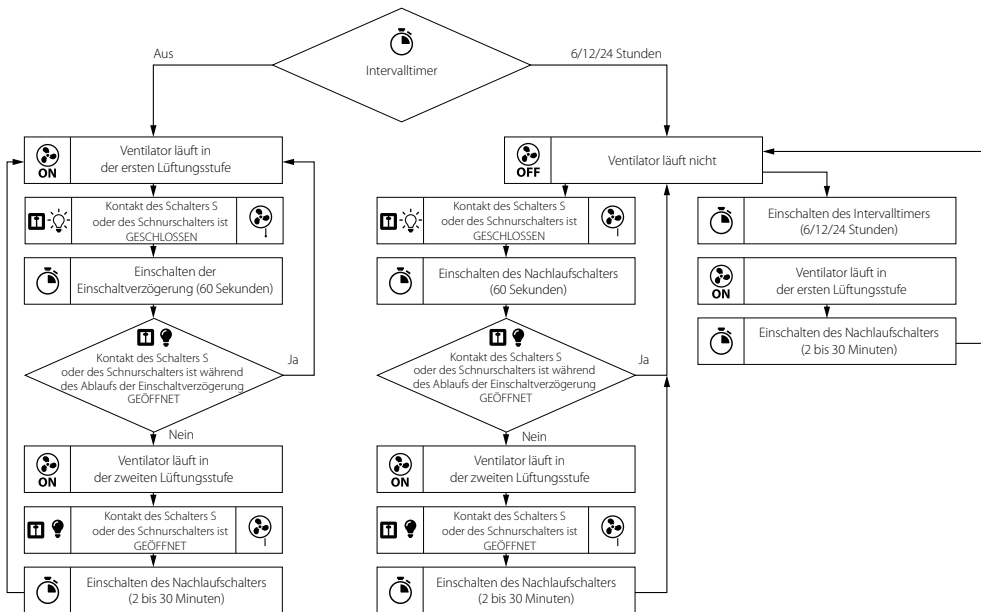 Intervalltimer
Aus
6/12/24 Stunden
ON
Ventilator läuft in
der ersten Lüftungsstufe
Kontakt des Schalters S
oder des Schnurschalters ist
GESCHLOSSEN
Einschalten der
Einschaltverzögerung (60 Sekunden)
Kontakt des Schalters S
oder des Schnurschalters ist während
des Ablaufs der Einschaltverzögerung
GEÖFFNET
Ja
Nein
ON
Ventilator läuft in
der zweiten Lüftungsstufe
Kontakt des Schalters S
oder des Schnurschalters ist
GEÖFFNET
Einschalten des Nachlaufschalters
(2 bis 30 Minuten)
OFF
Ventilator läuft nicht
Kontakt des Schalters S
oder des Schnurschalters ist
GESCHLOSSEN
Einschalten des Nachlaufschalters
(60 Sekunden)
Kontakt des Schalters S
oder des Schnurschalters ist während
des Ablaufs der Einschaltverzögerung
GEÖFFNET
Ja
Nein
ON
Ventilator läuft in
der zweiten Lüftungsstufe
Kontakt des Schalters S
oder des Schnurschalters ist
GEÖFFNET
Einschalten des Nachlaufschalters
(2 bis 30 Minuten)
Einschalten des Intervalltimers
(6/12/24 Stunden)
ON
Ventilator läuft in
der ersten Lüftungsstufe
Einschalten des Nachlaufschalters
(2 bis 30 Minuten)